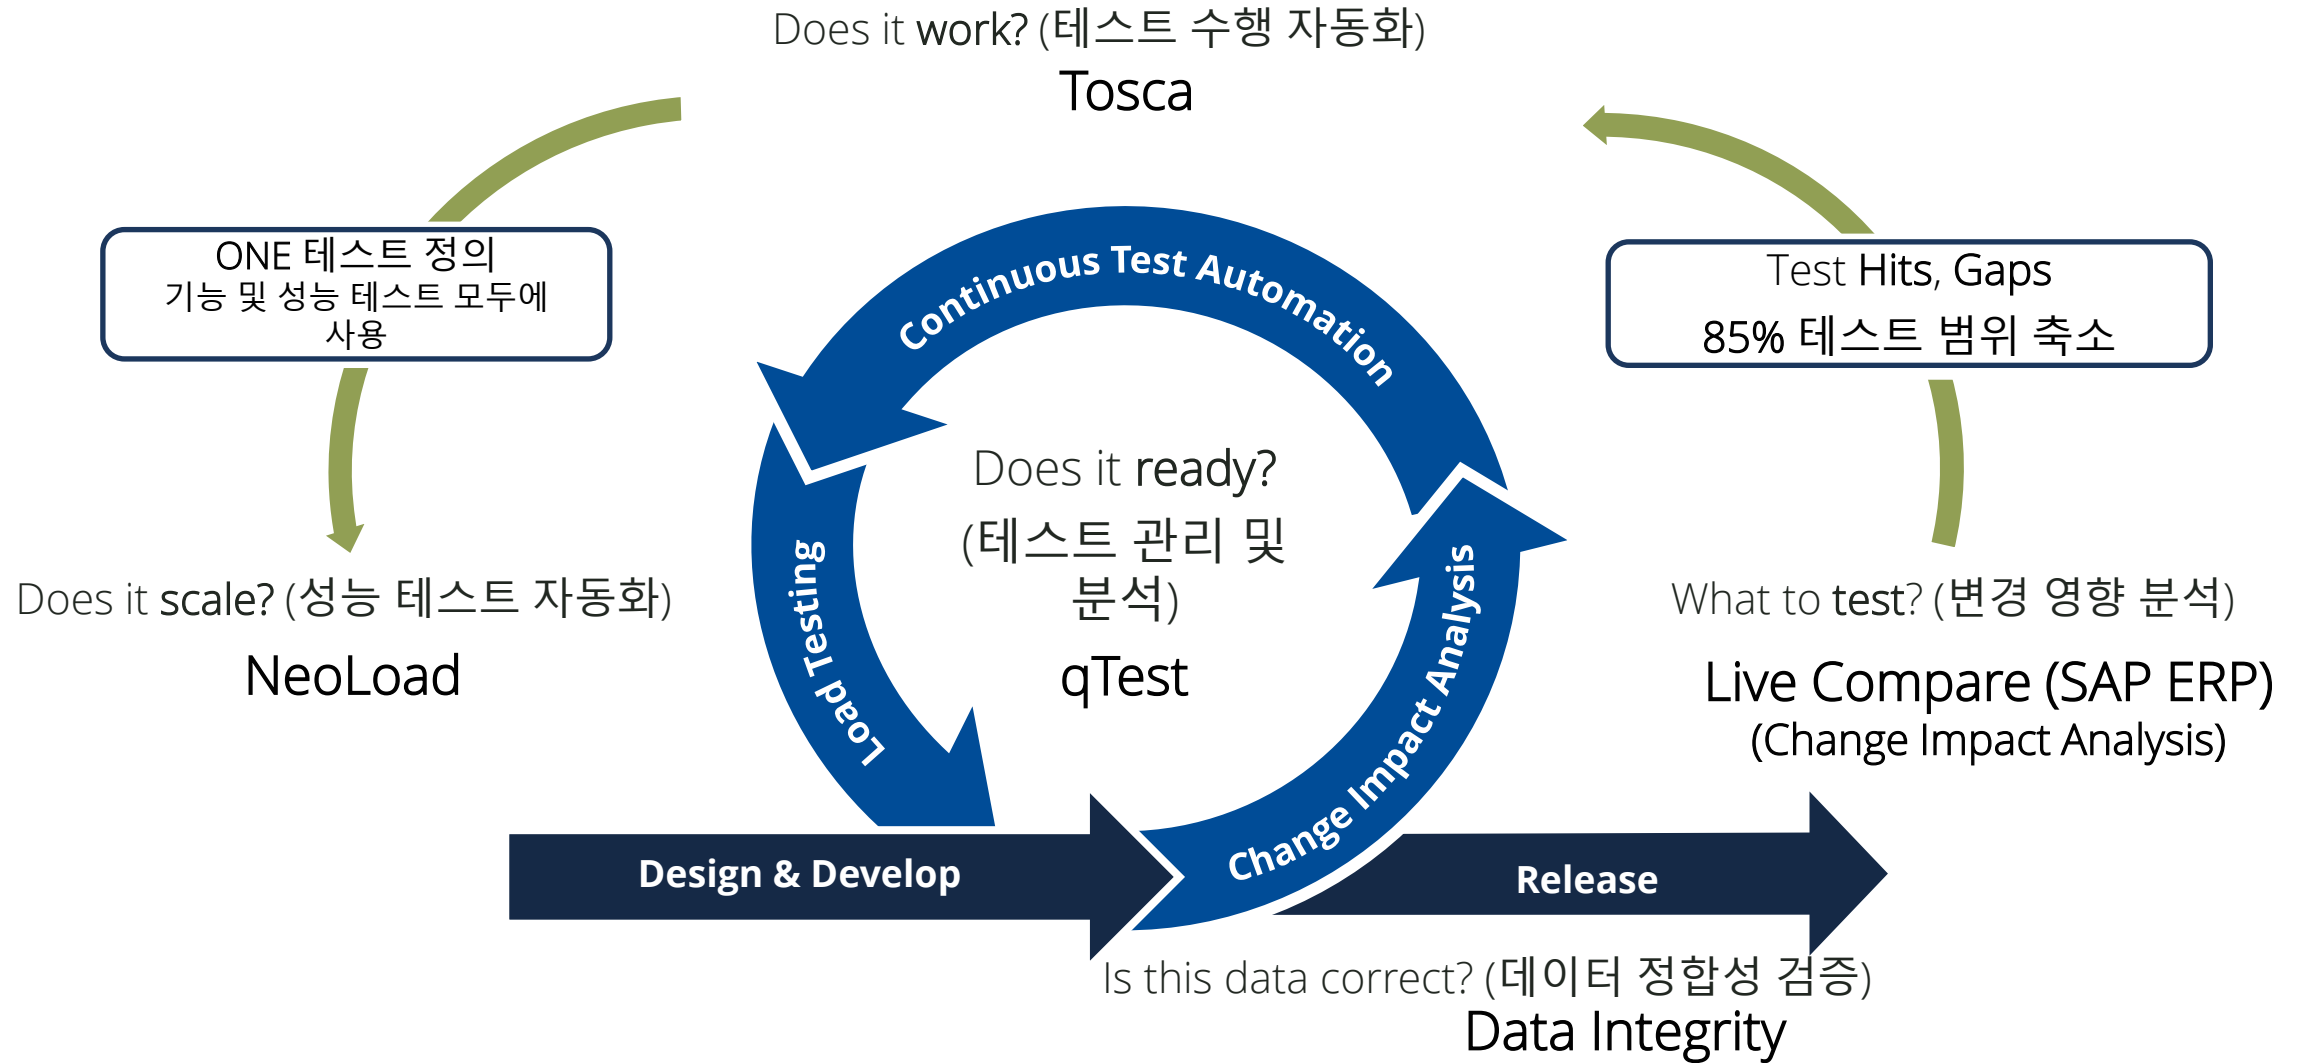 Does it work? (테스트 수행 자동화)
Tosca
ONE 테스트 정의
기능 및 성능 테스트 모두에
사용
Test Hits, Gaps
85% 테스트 범위 축소
Continuous Test Automation
Load Testing
Change Impact Analysis
Does it ready?
(테스트 관리 및
분석)
qTest
Does it scale? (성능 테스트 자동화)
NeoLoad
What to test? (변경 영향 분석)
Live Compare (SAP ERP)
(Change Impact Analysis)
Design & Develop
Release
Is this data correct? (데이터 정합성 검증)
Data Integrity